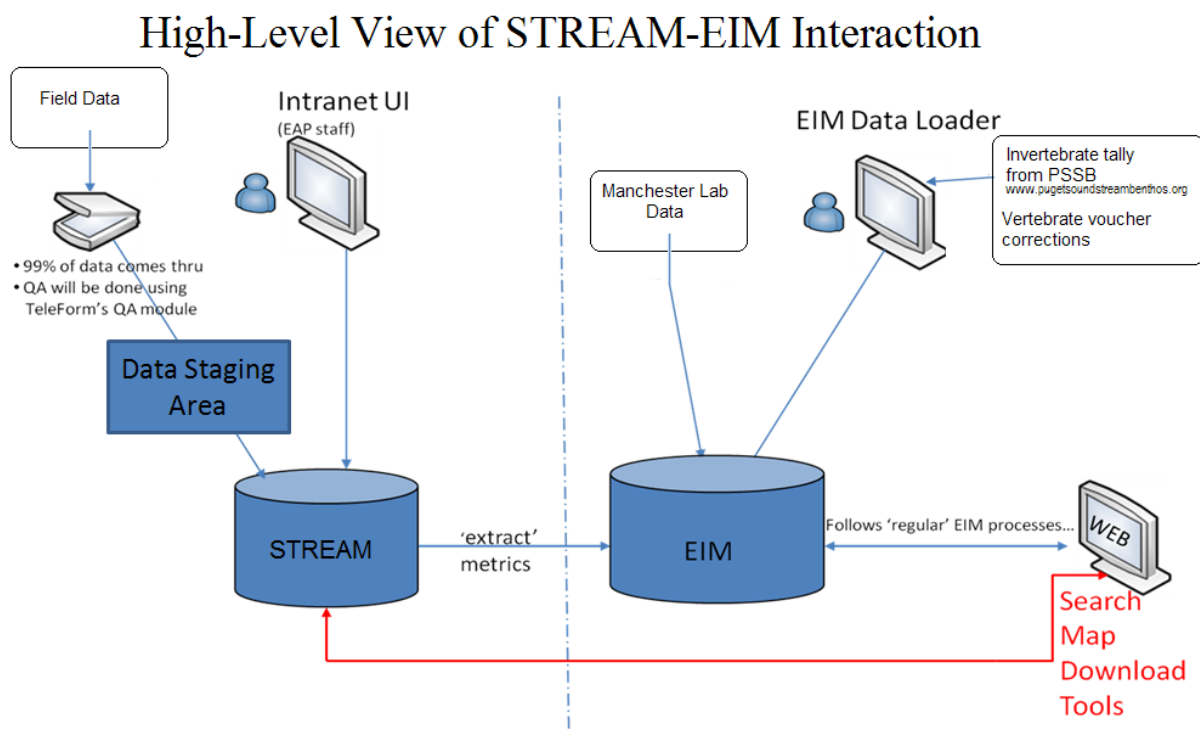 High-Level View of STREAM-EIM Interaction
Field Data
Intranet UI
(EAP staff)
EIM Data Loader
Invertebrate tally
from PSSB
www.pugetsoundstreambenthos.org
Vertebrate voucher
corrections
Manchester Lab
Data
• 99% of data comes thru
• QA will be done using
TeleForm's QA module
Data Staging
Area
STREAM
'extract'
metrics
EIM
Follows 'regular' EIM processes...
WEB
Search
Map
Download
Tools